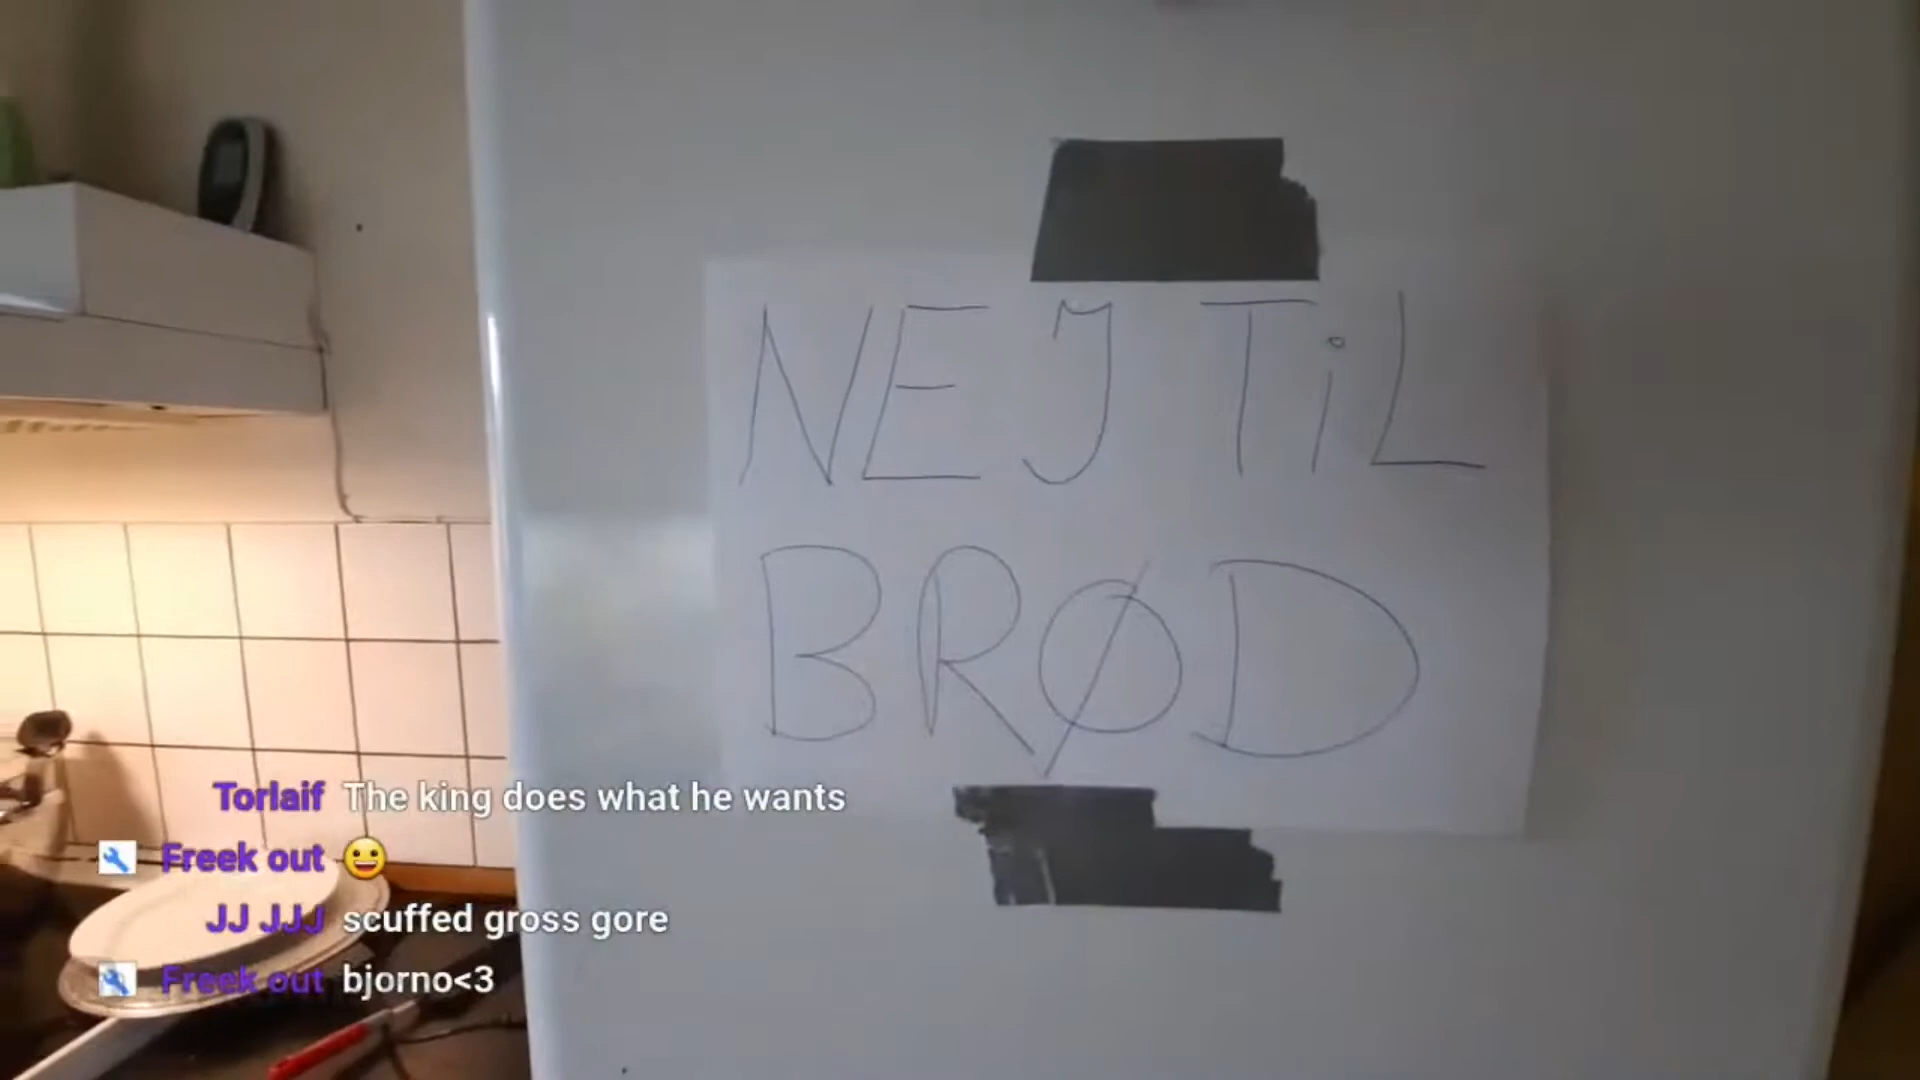 NEJ TiL
BRØD
Torlaif The king does what he wants
Freek out 😀
JJ JJJ scuffed gross gore
Freek out bjorno<3